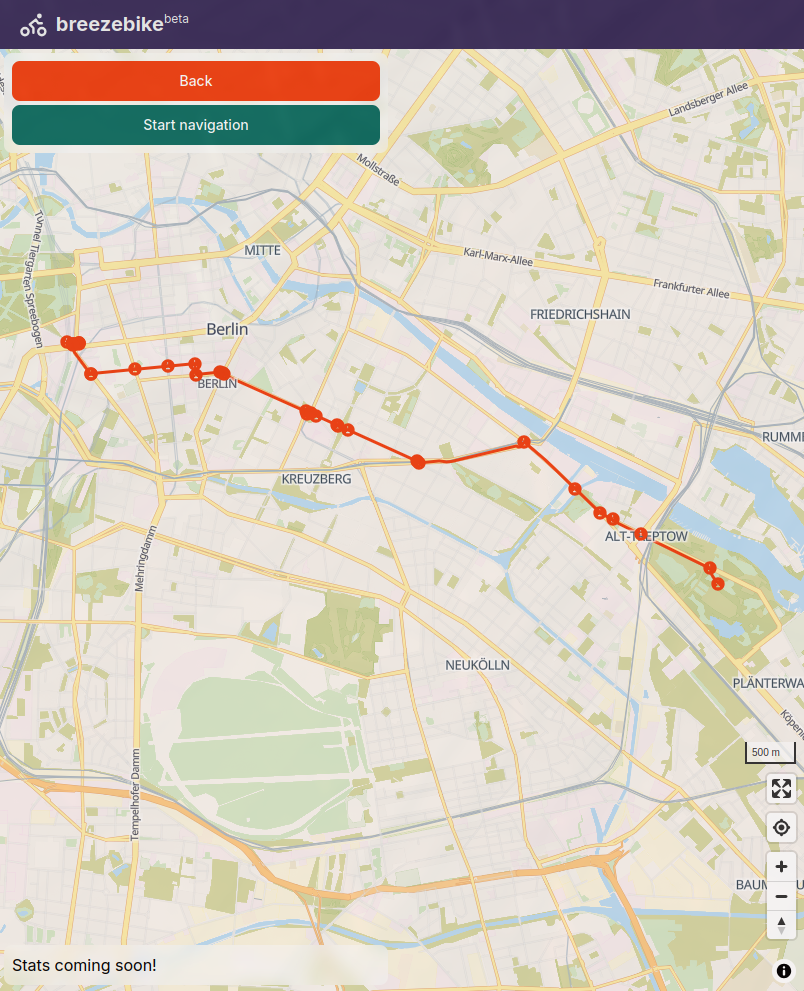 breezebike beta
Back
Start navigation
Landsberger Allee
Mollstraße
Tunnel Tiergarten Spreebogen
MITTE
Karl-Marx-Allee
Frankfurter Allee
FRIEDRICHSHAIN
Berlin
BERLIN
RUMM
KREUZBERG
ALT-TREPTOW
Mehringdamm
NEUKÖLLN
PLÄNTERWA
Köpeni
500 m
Tempelhofer Damm
BAUM
Stats coming soon!